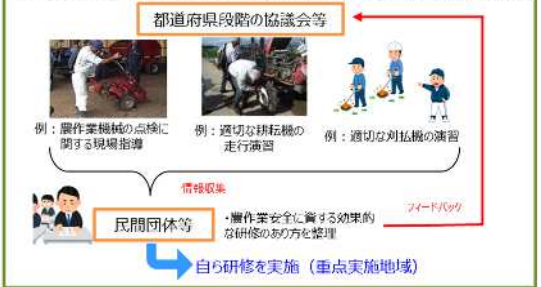 都道府県段階の協議会等
例：農作業機械の点検に
関する現場指導
例：適切な耕耘機の
走行演習
例：適切な刈払機の演習
情報収集
民間団体等
・農作業安全に資する効果的
な研修のあり方を整理
フィードバック
自ら研修を実施（重点実施地域）